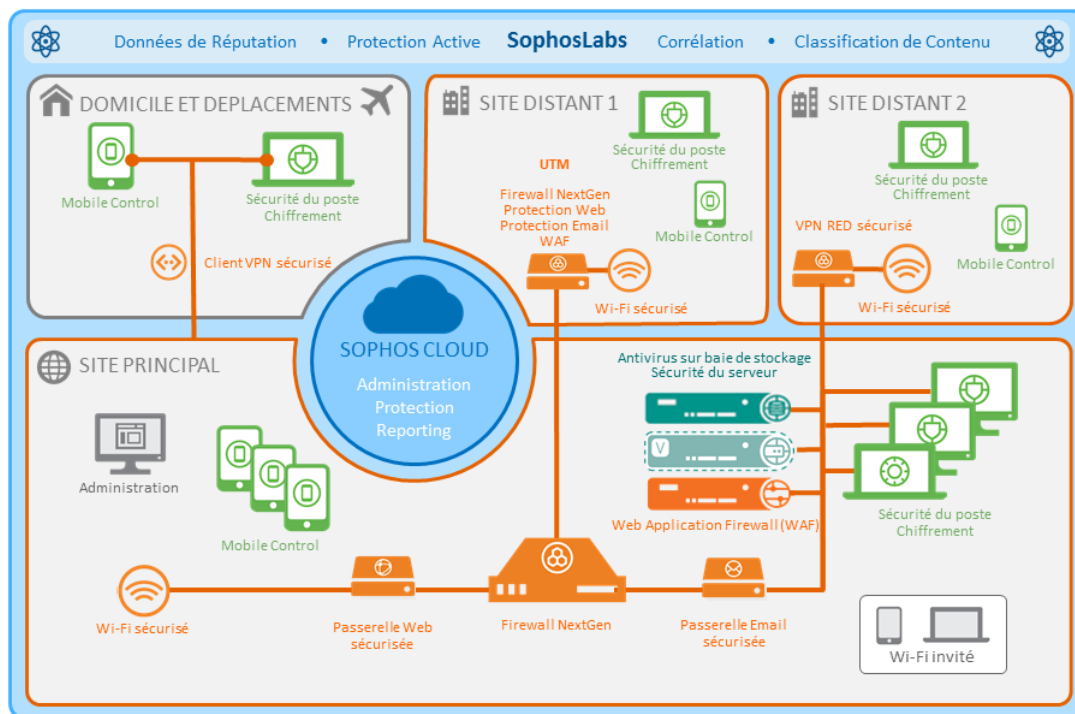 Données de Réputation • Protection Active SophosLabs Corrélation • Classification de Contenu
DOMICILE ET DEPLACEMENTS
Mobile Control
Sécurité du poste
Chiffrement
Client VPN sécurisé
SITE DISTANT 1
Sécurité du poste
Chiffrement
UTM
Firewall NextGen
Protection Web
Protection Email
WAF
Mobile Control
Wi-Fi sécurisé
SITE DISTANT 2
Sécurité du poste
Chiffrement
VPN RED sécurisé
Mobile Control
Wi-Fi sécurisé
SOPHOS CLOUD
Administration
Protection
Reporting
SITE PRINCIPAL
Administration
Mobile Control
Antivirus sur baie de stockage
Sécurité du serveur
V
Web Application Firewall (WAF)
Sécurité du poste
Chiffrement
Wi-Fi sécurisé
Passerelle Web
sécurisée
Firewall NextGen
Passerelle Email
sécurisée
Wi-Fi invité